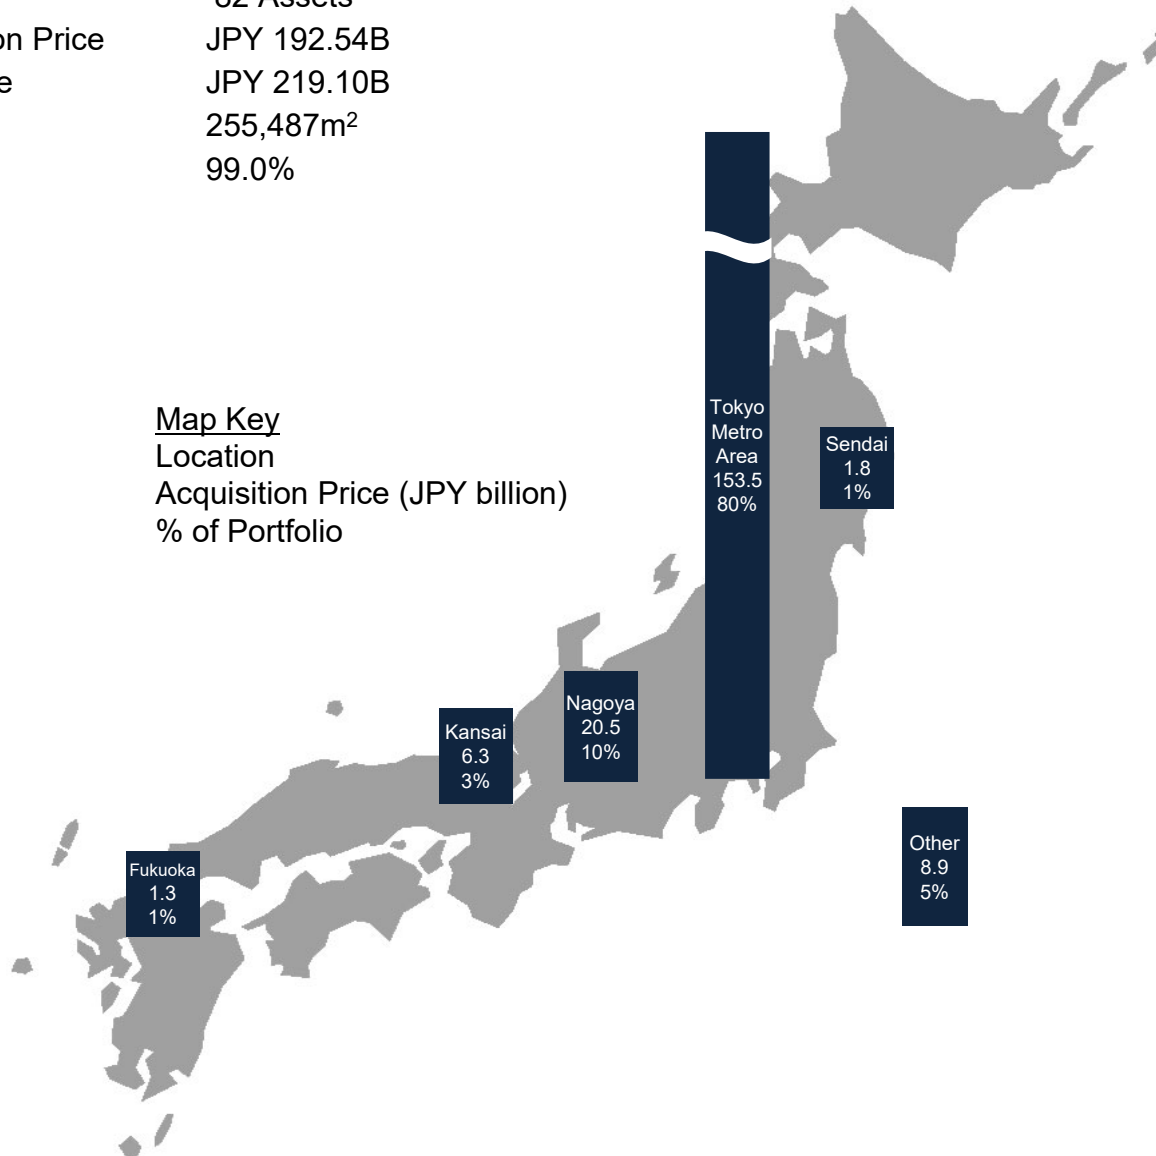 82 Assets
on Price JPY 192.54B
e JPY 219.10B
255,487m²
99.0%
Map Key
Location
Acquisition Price (JPY billion)
% of Portfolio
Tokyo
Metro
Area
153.5
80%
Sendai
1.8
1%
Nagoya
20.5
10%
Kansai
6.3
3%
Other
8.9
5%
Fukuoka
1.3
1%